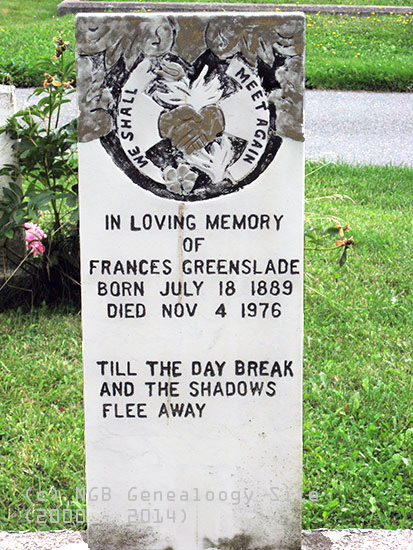 WE SHALL MEET AGAIN
IN LOVING MEMORY
OF
FRANCES GREENSLADE
BORN JULY 18 1889
DIED NOV 4 1976
TILL THE DAY BREAK
AND THE SHADOWS
FLEE AWAY
(c) NGB Genealoogy Site
(2000 - 2014)